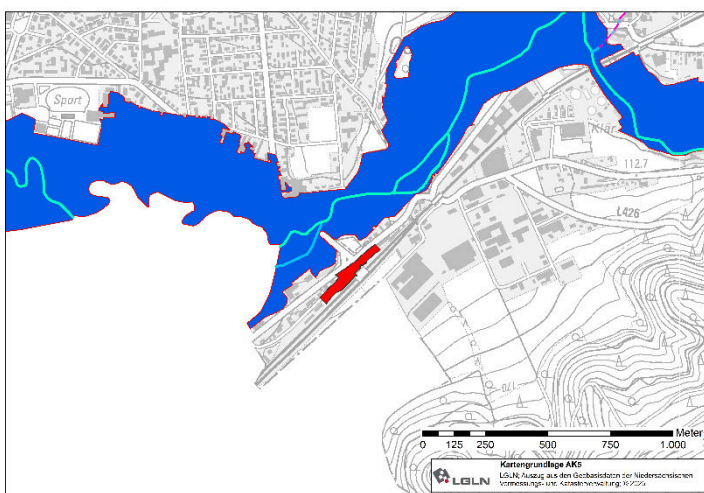 Sport
Klär
112.7
L426
170
Meter
0 125 250 500 750 1.000
Kartengrundlage AK5
LGLN; Auszug aus den Geobasisdaten der Niedersächsischen
Vermessungs- und Katasterverwaltung; ©2025
LGLN